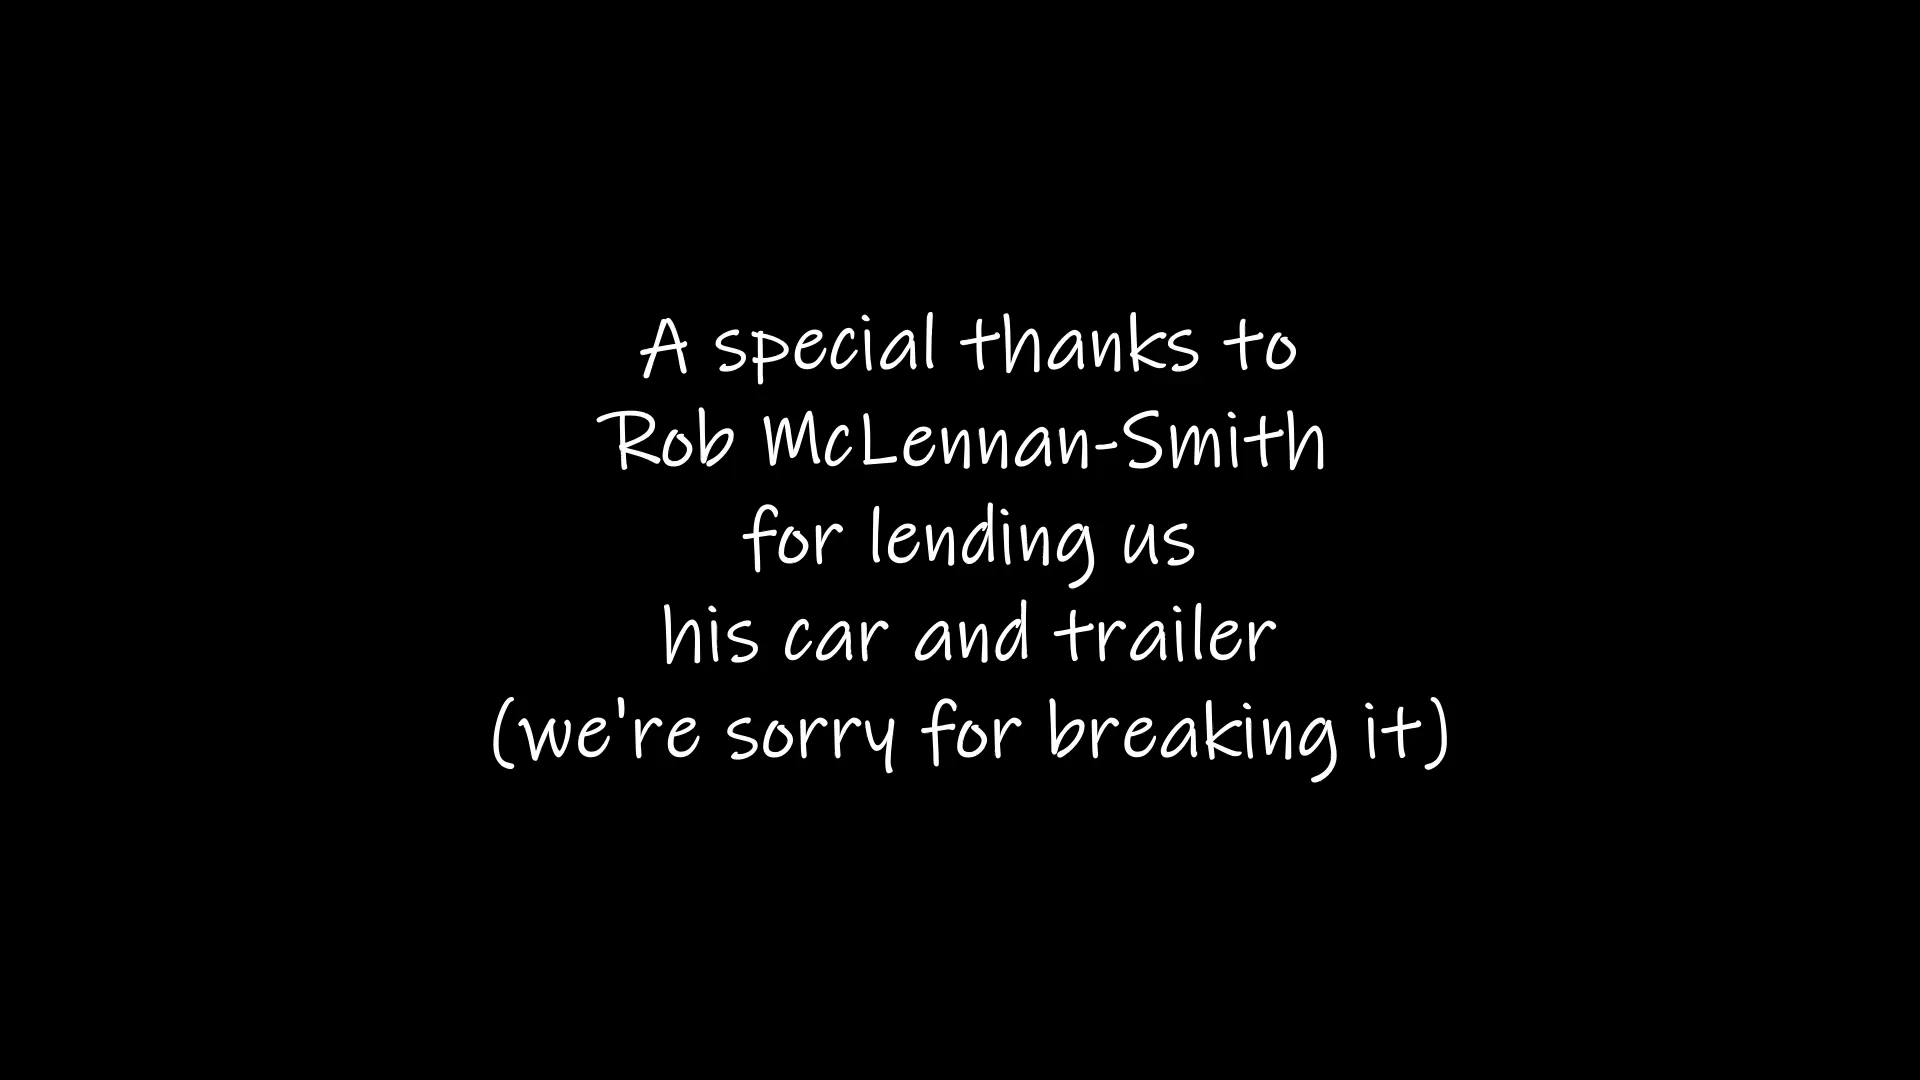 A special thanks to
Rob McLennan-Smith
for lending us
his car and trailer
(we're sorry for breaking it)